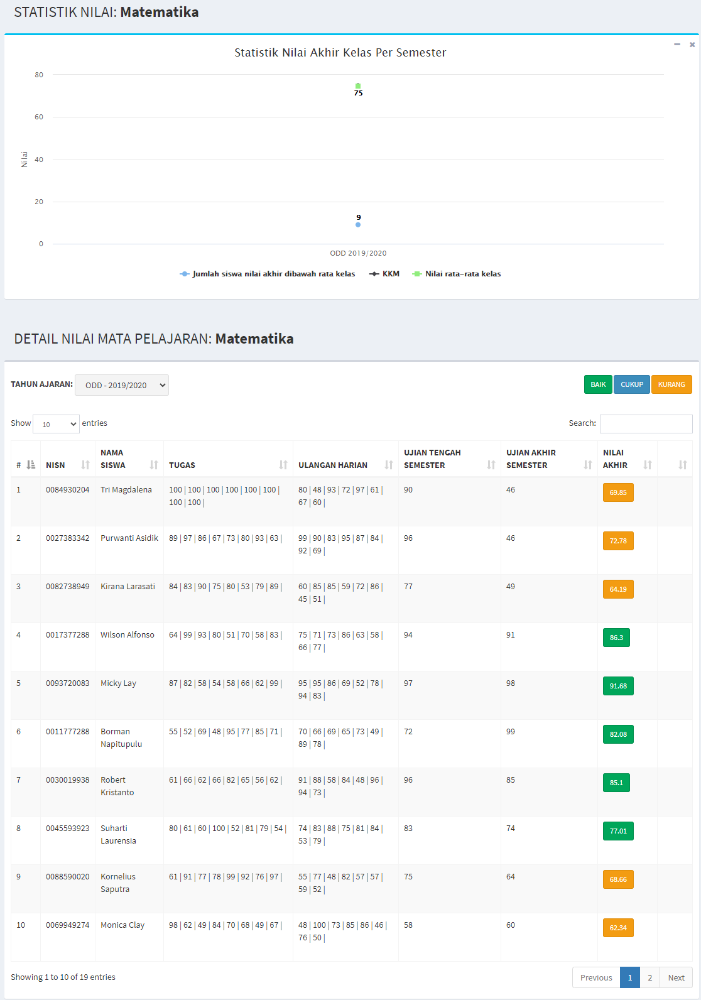 STATISTIK NILAI: Matematika
Statistik Nilai Akhir Kelas Per Semester
80
60
40
20
0
Nilai
75
9
ODD 2019/2020
Jumlah siswa nilai akhir dibawah rata kelas KKM Nilai rata-rata kelas
DETAIL NILAI MATA PELAJARAN: Matematika
TAHUN AJARAN: ODD - 2019/2020 BAIK CUKUP KURANG
Show 10 entries Search:
# NISN NAMA SISWA TUGAS ULANGAN HARIAN UJIAN TENGAH SEMESTER UJIAN AKHIR SEMESTER NILAI AKHIR
1 0084930204 Tri Magdalena 100 | 100 | 100 | 100 | 100 | 100 | 100 | 100 | 80 | 48 | 93 | 72 | 97 | 61 | 67 | 60 | 90 46 69.85
2 0027383342 Purwanti Asidik 89 | 97 | 86 | 67 | 73 | 80 | 93 | 63 | 99 | 90 | 83 | 95 | 87 | 84 | 92 | 69 | 96 46 72.78
3 0082738949 Kirana Larasati 84 | 83 | 90 | 75 | 80 | 53 | 79 | 89 | 60 | 85 | 85 | 59 | 72 | 86 | 45 | 51 | 77 49 64.19
4 0017377288 Wilson Alfonso 64 | 99 | 93 | 80 | 51 | 70 | 58 | 83 | 75 | 71 | 73 | 86 | 63 | 58 | 66 | 77 | 94 91 86.3
5 0093720083 Micky Lay 87 | 82 | 58 | 54 | 58 | 66 | 62 | 99 | 95 | 95 | 86 | 69 | 52 | 78 | 94 | 83 | 97 98 91.68
6 0011777288 Borman Napitupulu 55 | 52 | 69 | 48 | 95 | 77 | 85 | 71 | 70 | 66 | 69 | 65 | 73 | 49 | 89 | 78 | 72 99 82.08
7 0030019938 Robert Kristanto 61 | 66 | 62 | 66 | 82 | 65 | 56 | 62 | 91 | 88 | 58 | 84 | 48 | 96 | 94 | 73 | 96 85 85.1
8 0045593923 Suharti Laurensia 80 | 61 | 60 | 100 | 52 | 81 | 79 | 54 | 74 | 83 | 88 | 75 | 81 | 84 | 53 | 79 | 83 74 77.01
9 0088590020 Kornelius Saputra 61 | 91 | 77 | 78 | 99 | 92 | 76 | 97 | 55 | 77 | 48 | 82 | 57 | 57 | 59 | 52 | 75 64 68.66
10 0069949274 Monica Clay 98 | 62 | 49 | 84 | 70 | 68 | 49 | 67 | 48 | 100 | 73 | 85 | 86 | 46 | 76 | 50 | 58 60 62.34
Showing 1 to 10 of 19 entries Previous 1 2 Next